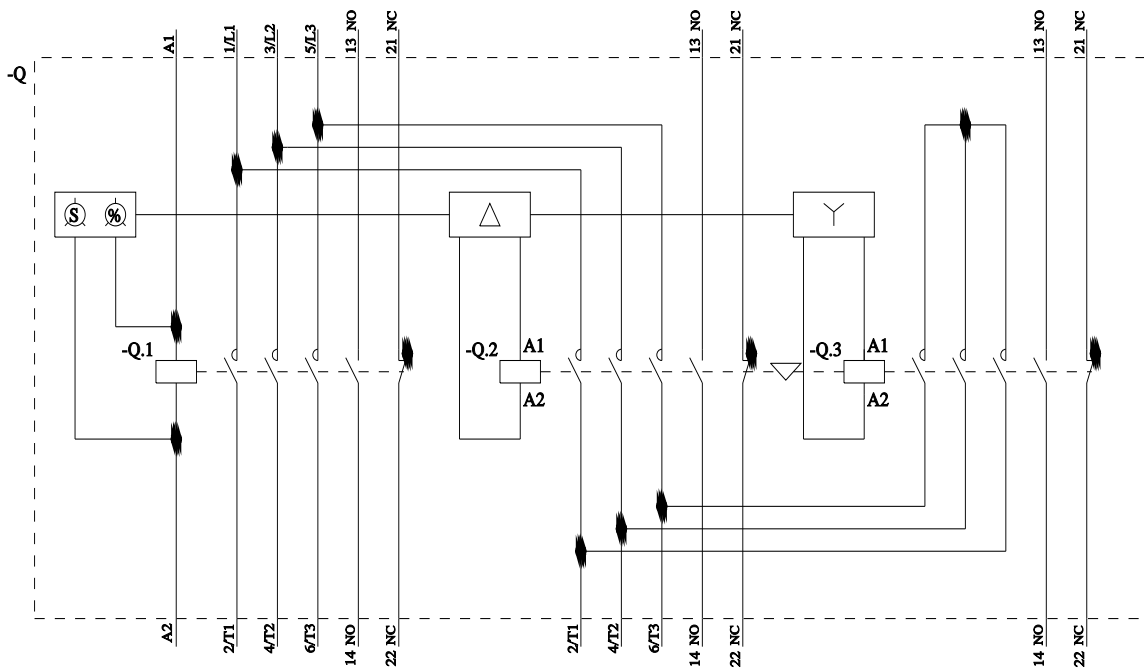 A1
1/L1
3/L2
5/L3
13 NO
21 NC
13 NO
21 NC
13 NO
21 NC
-Q
S
%
-Q.1
-Q.2
A1
-Q.3
A1
A2
A2
A2
2/T1
4/T2
6/T3
14 NO
22 NC
2/T1
4/T2
6/T3
14 NO
22 NC
14 NO
22 NC